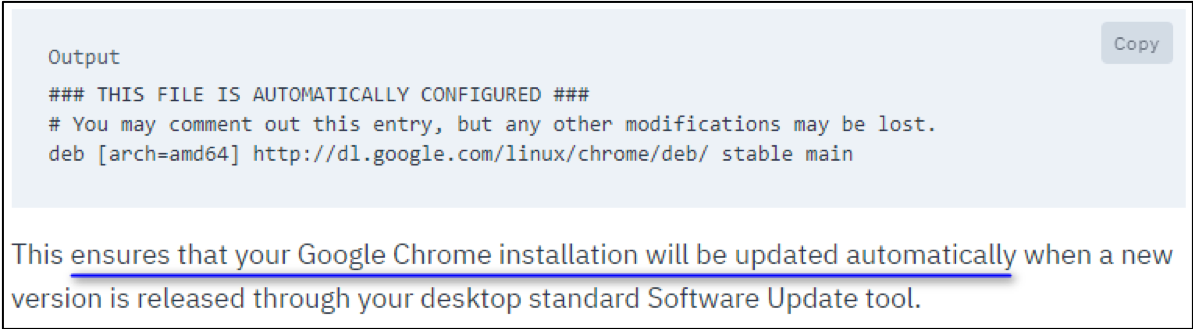 Copy
Output
### THIS FILE IS AUTOMATICALLY CONFIGURED ###
# You may comment out this entry, but any other modifications may be lost.
deb [arch=amd64] http://dl.google.com/linux/chrome/deb/ stable main
This ensures that your Google Chrome installation will be updated automatically when a new
version is released through your desktop standard Software Update tool.